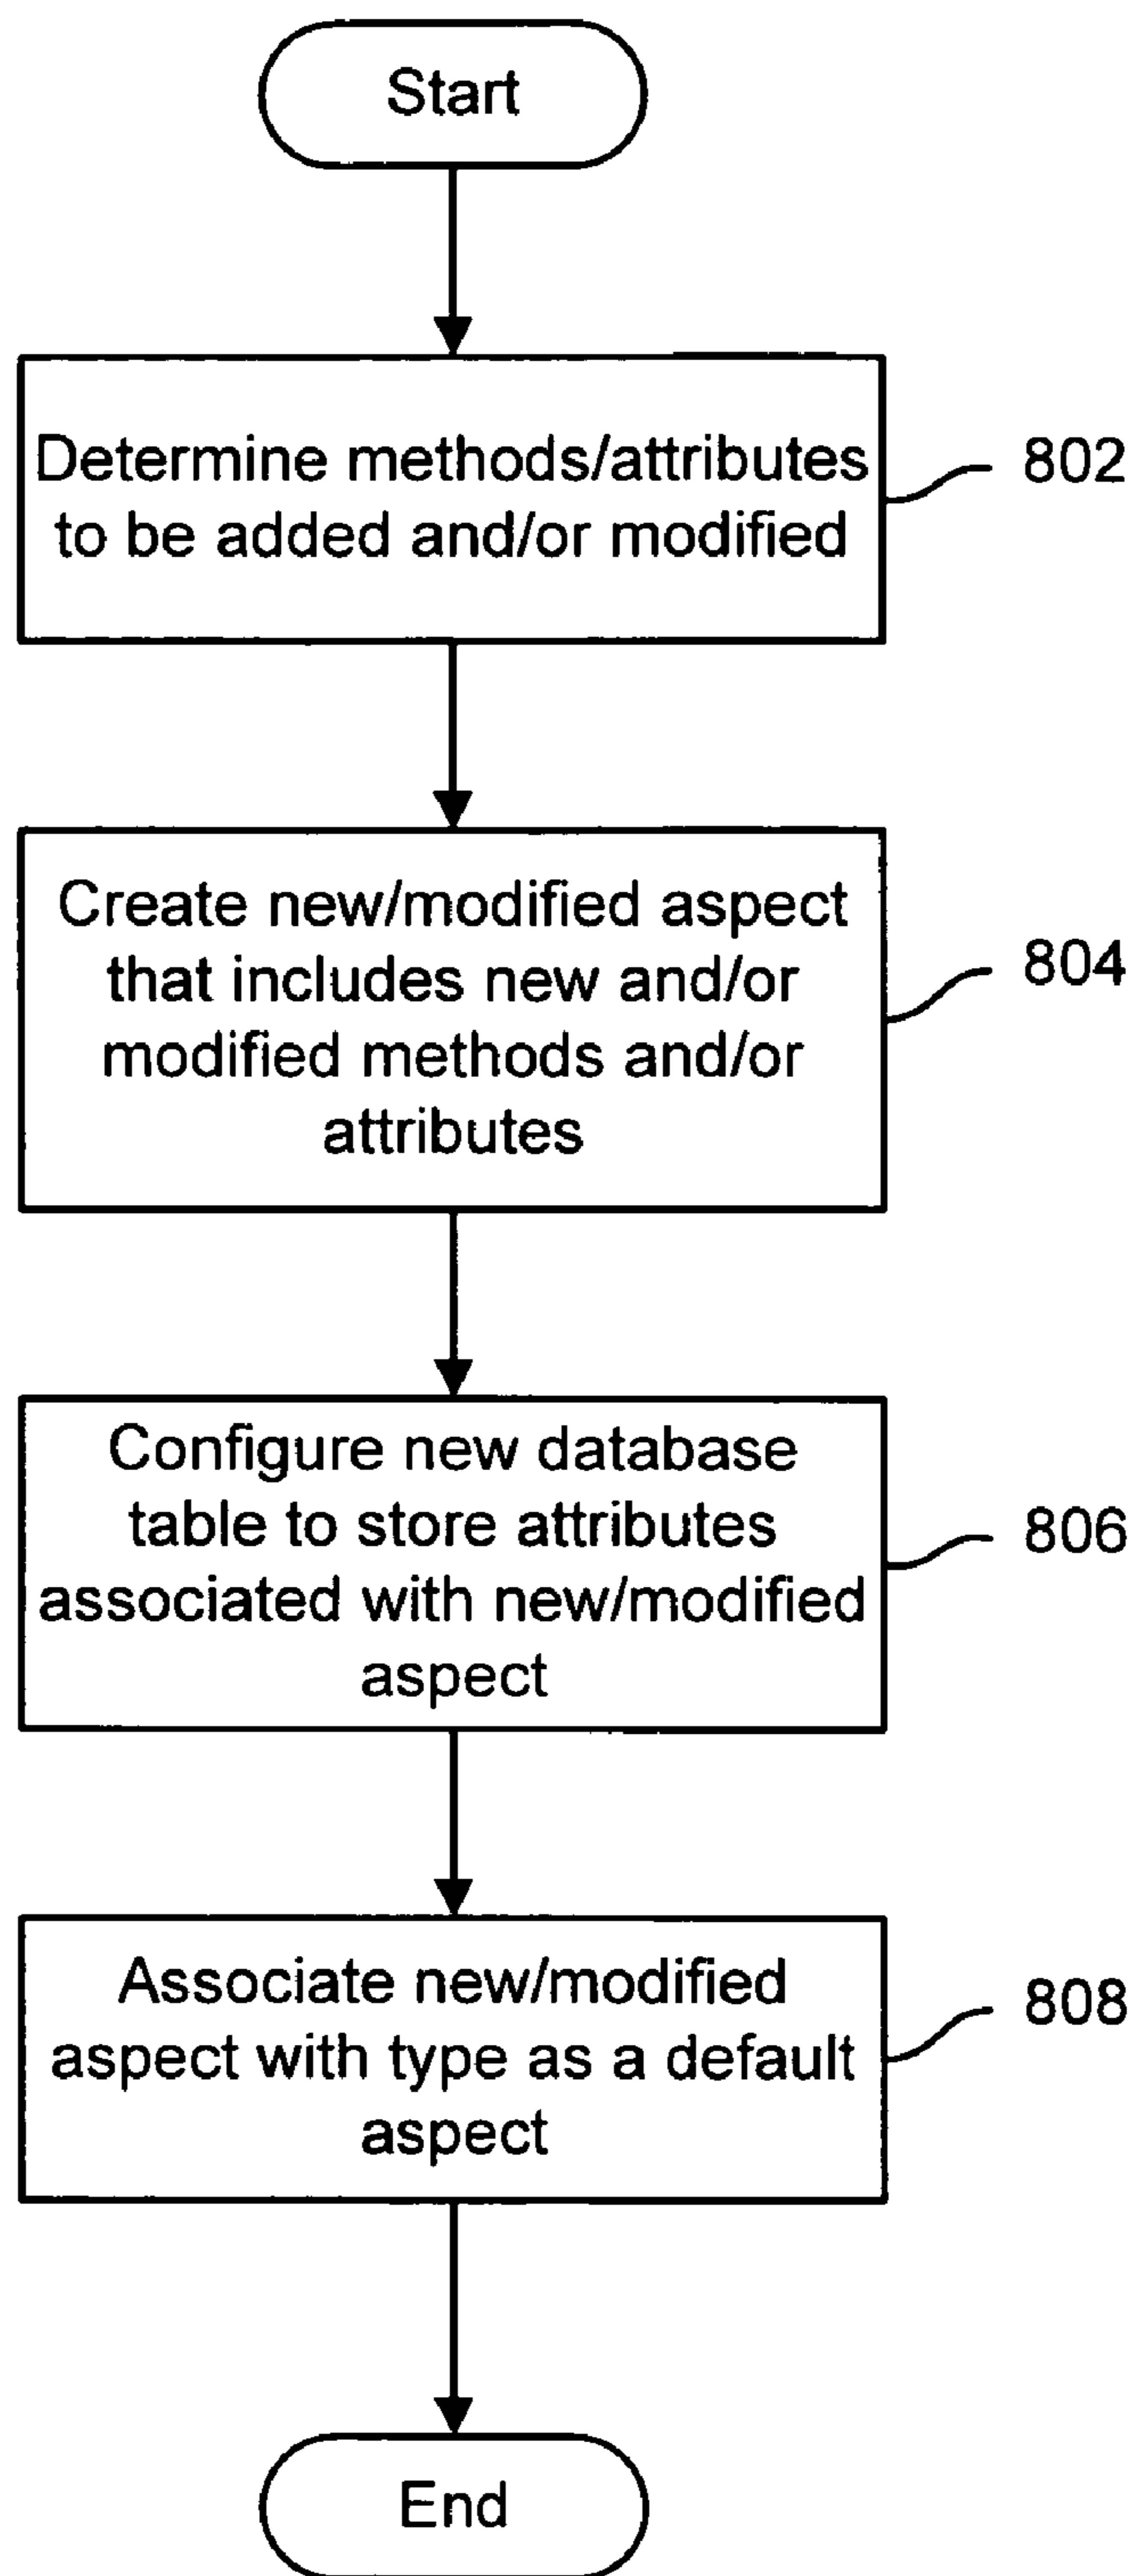 Start
Determine methods/attributes
to be added and/or modified
802
Create new/modified aspect
that includes new and/or
modified methods and/or
attributes
804
Configure new database
table to store attributes
associated with new/modified
aspect
806
Associate new/modified
aspect with type as a default
aspect
808
End